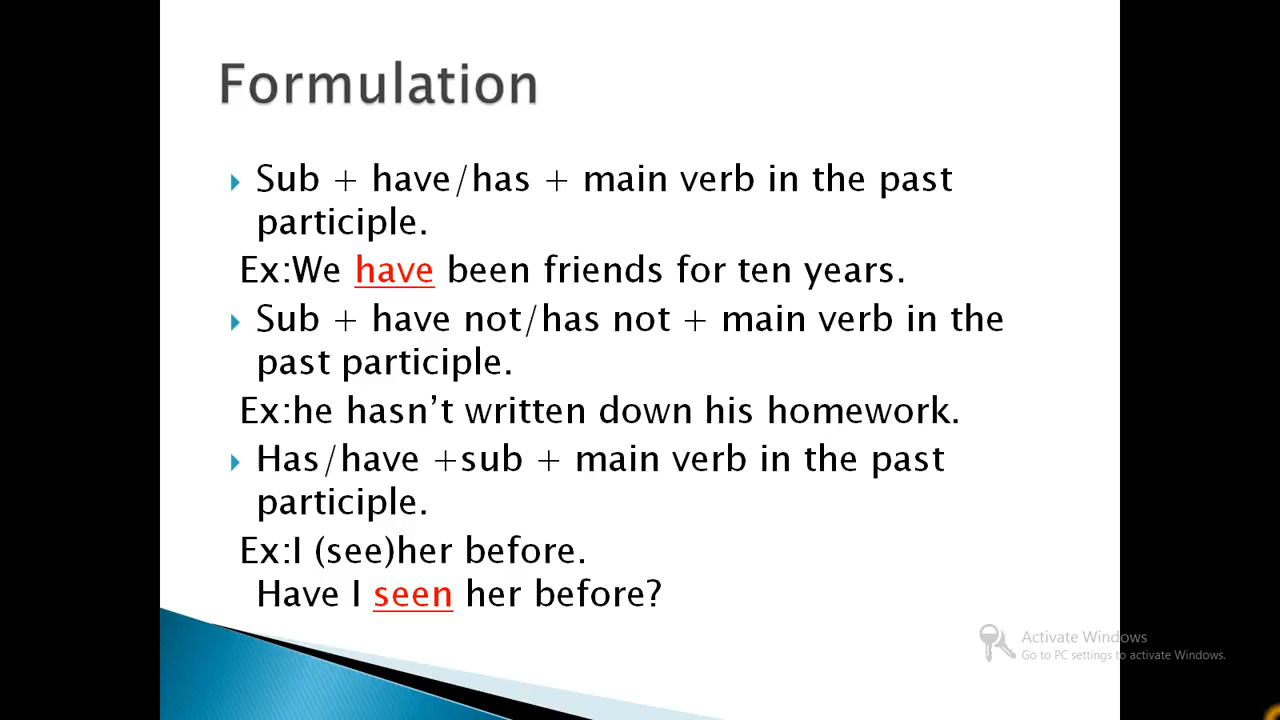 Formulation
Sub + have/has + main verb in the past
participle.
Ex:We have been friends for ten years.
Sub + have not/has not + main verb in the
past participle.
Ex:he hasn’t written down his homework.
Has/have +sub + main verb in the past
participle.
Ex:I (see)her before.
Have I seen her before?
Activate Windows
Go to PC settings to activate Windows.